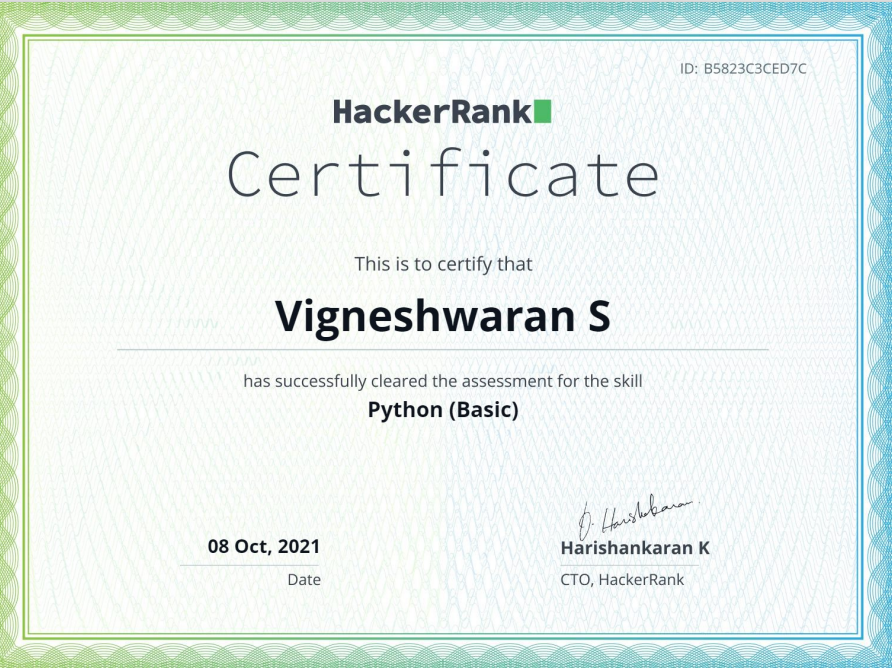 ID: B5823C3CED7C
HackerRank
Certificate
This is to certify that
Vigneshwaran S
has successfully cleared the assessment for the skill
Python (Basic)
08 Oct, 2021
Date
Harishankaran K
CTO, HackerRank